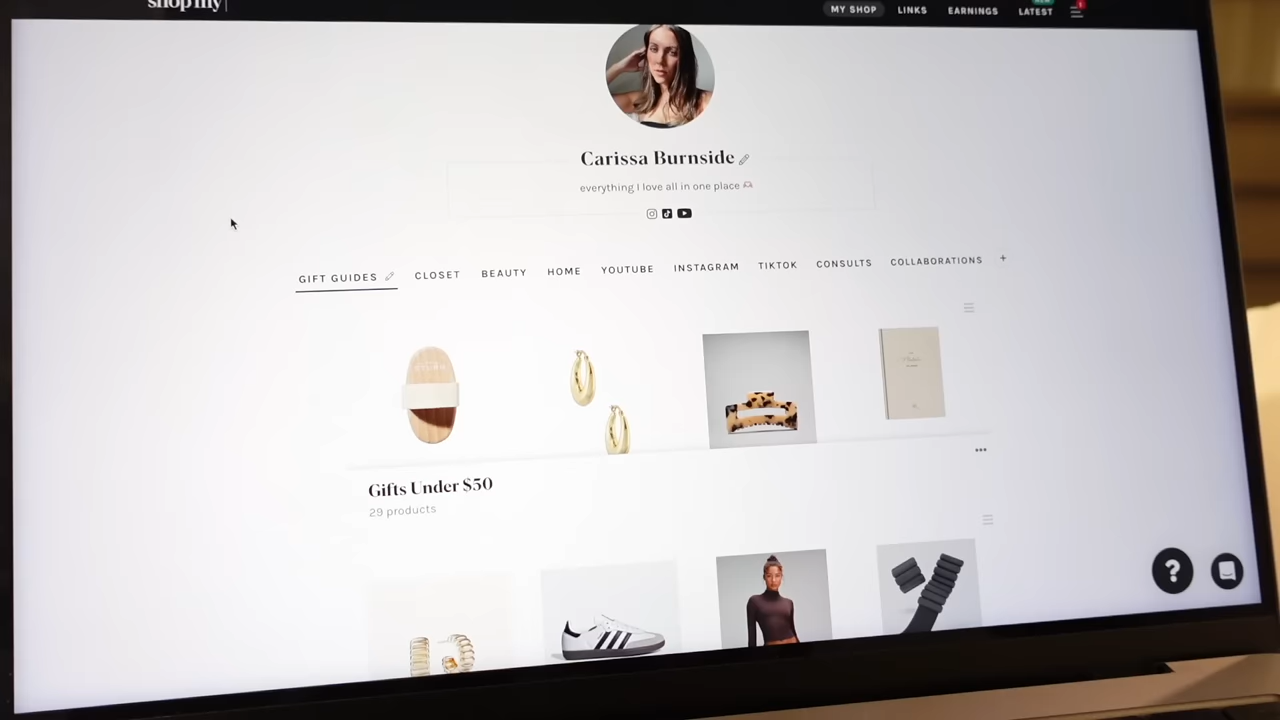 shop my
MY SHOP LINKS EARNINGS LATEST
Carissa Burnside
everything I love all in one place
GIFT GUIDES CLOSET BEAUTY HOME YOUTUBE INSTAGRAM TIKTOK CONSULTS COLLABORATIONS +
Gifts Under $50
29 products
?